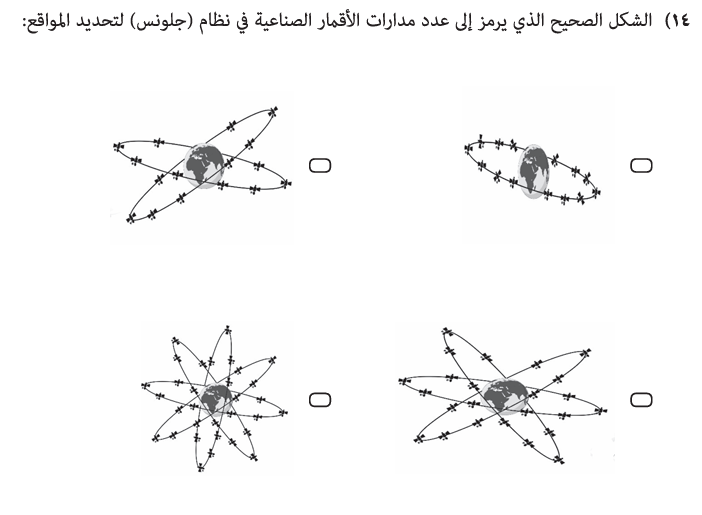 ١٤) الشكل الصحيح الذي يرمز إلى عدد مدارات الأقمار الصناعية في نظام (جلونس) لتحديد المواقع: